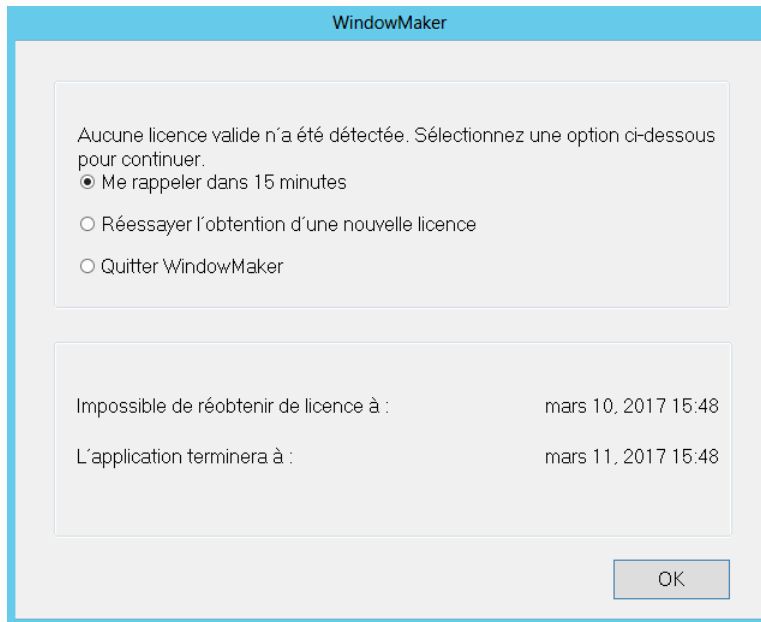 WindowMaker
Aucune licence valide n´a été détectée. Sélectionnez une option ci-dessous
pour continuer.
Me rappeler dans 15 minutes
Réessayer l´obtention d´une nouvelle licence
Quitter WindowMaker
Impossible de réobtenir de licence à : mars 10, 2017 15:48
L´application terminera à : mars 11, 2017 15:48
OK